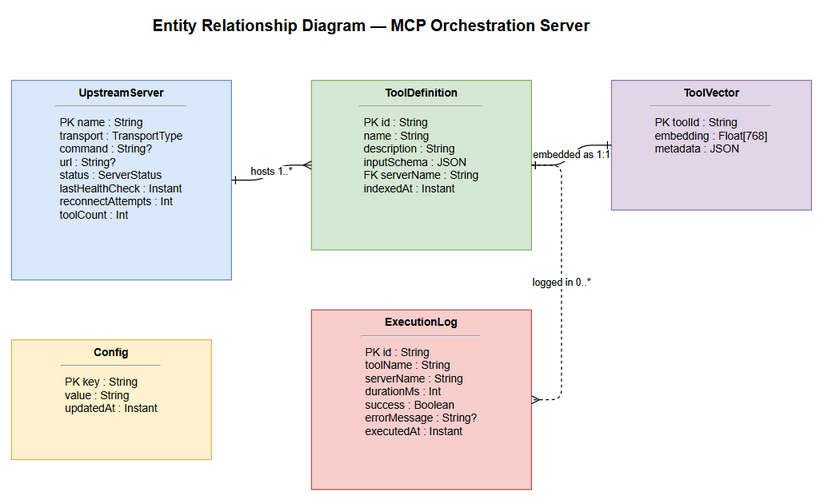 Entity Relationship Diagram — MCP Orchestration Server
UpstreamServer
PK name : String
transport : TransportType
command : String?
url : String?
status : ServerStatus
lastHealthCheck : Instant
reconnectAttempts : Int
toolCount : Int
hosts 1..*
ToolDefinition
PK id : String
name : String
description : String
inputSchema : JSON
FK serverName : String
indexedAt : Instant
embedded as 1:1
ToolVector
PK toolId : String
embedding : Float[768]
metadata : JSON
logged in 0..*
Config
PK key : String
value : String
updatedAt : Instant
ExecutionLog
PK id : String
toolName : String
serverName : String
durationMs : Int
success : Boolean
errorMessage : String?
executedAt : Instant